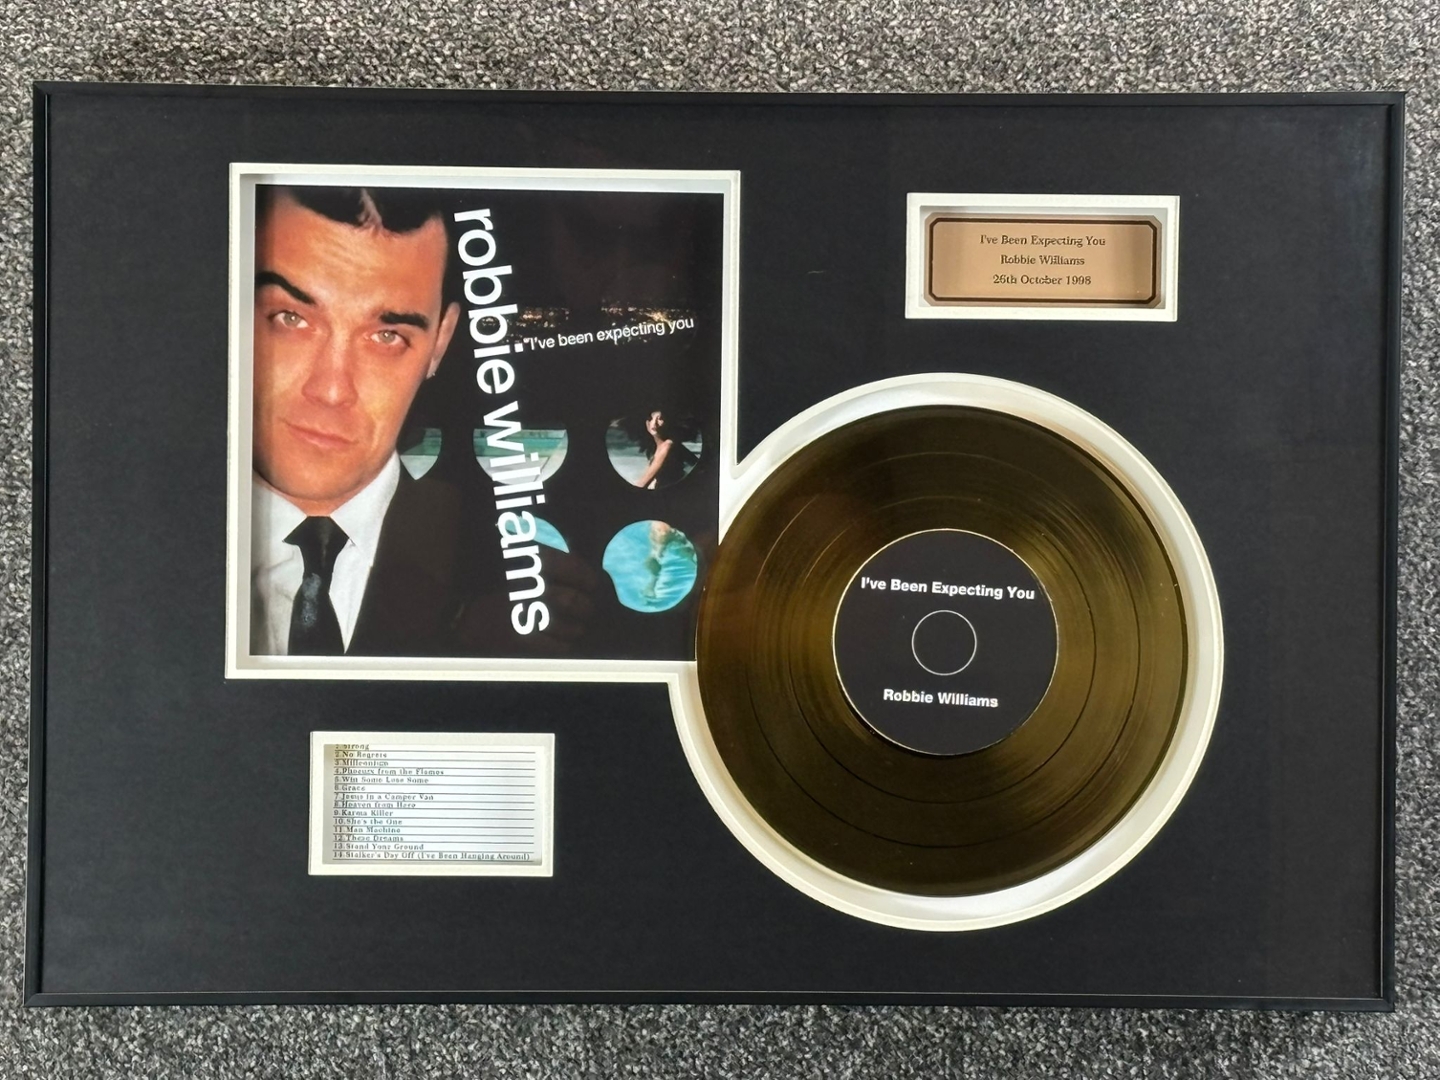 robbie williams
"I've been expecting you
I've Been Expecting You
Robbie Williams
26th October 1998
I've Been Expecting You
Robbie Williams
1.Strong
2.No Regrets
3.Millennium
4.Phoenix from the Flames
5.Win Some Lose Some
6.Grace
7.Jesus in a Camper Van
8.Heaven from Here
9.Karma Killer
10.She's the One
11.Man Machine
12.These Dreams
13.Stand Your Ground
14.Stalker's Day Off (I've Been Hanging Around)